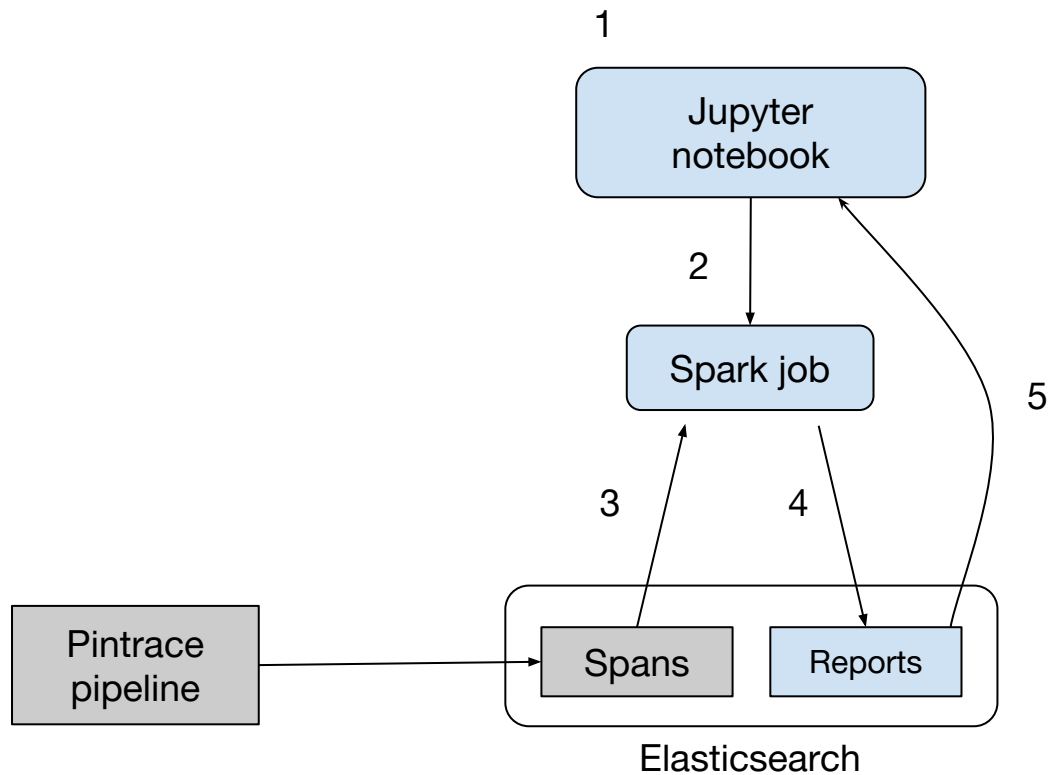 1
Jupyter
notebook
2
Spark job
5
3
4
Pintrace
pipeline
Spans
Reports
Elasticsearch